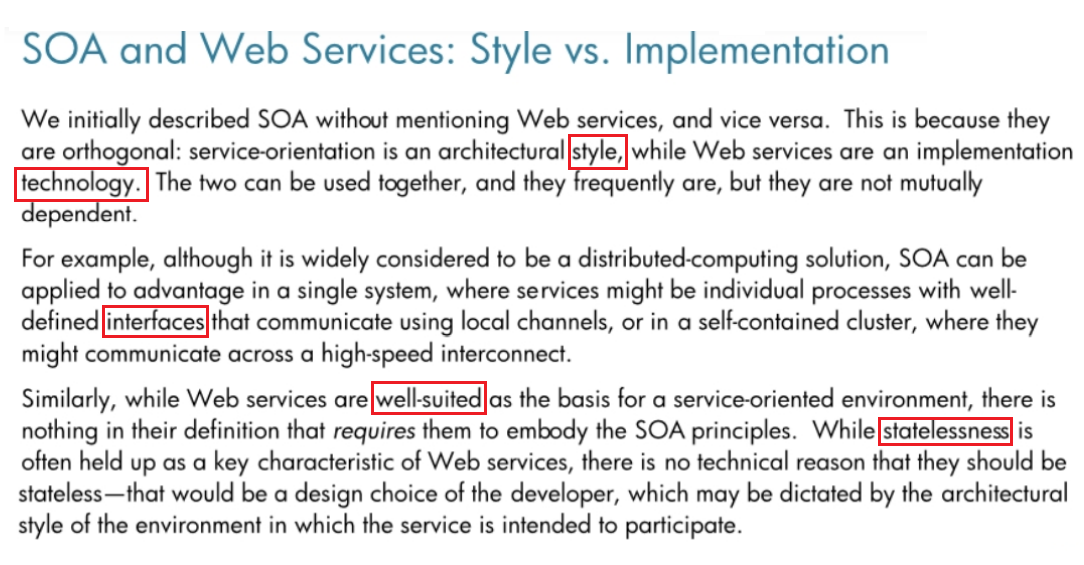 SOA and Web Services: Style vs. Implementation
We initially described SOA without mentioning Web services, and vice versa. This is because they
are orthogonal: service-orientation is an architectural style, while Web services are an implementation
technology. The two can be used together, and they frequently are, but they are not mutually
dependent.
For example, although it is widely considered to be a distributed-computing solution, SOA can be
applied to advantage in a single system, where services might be individual processes with well-
defined interfaces that communicate using local channels, or in a self-contained cluster, where they
might communicate across a high-speed interconnect.
Similarly, while Web services are well-suited as the basis for a service-oriented environment, there is
nothing in their definition that requires them to embody the SOA principles. While statelessness is
often held up as a key characteristic of Web services, there is no technical reason that they should be
stateless—that would be a design choice of the developer, which may be dictated by the architectural
style of the environment in which the service is intended to participate.